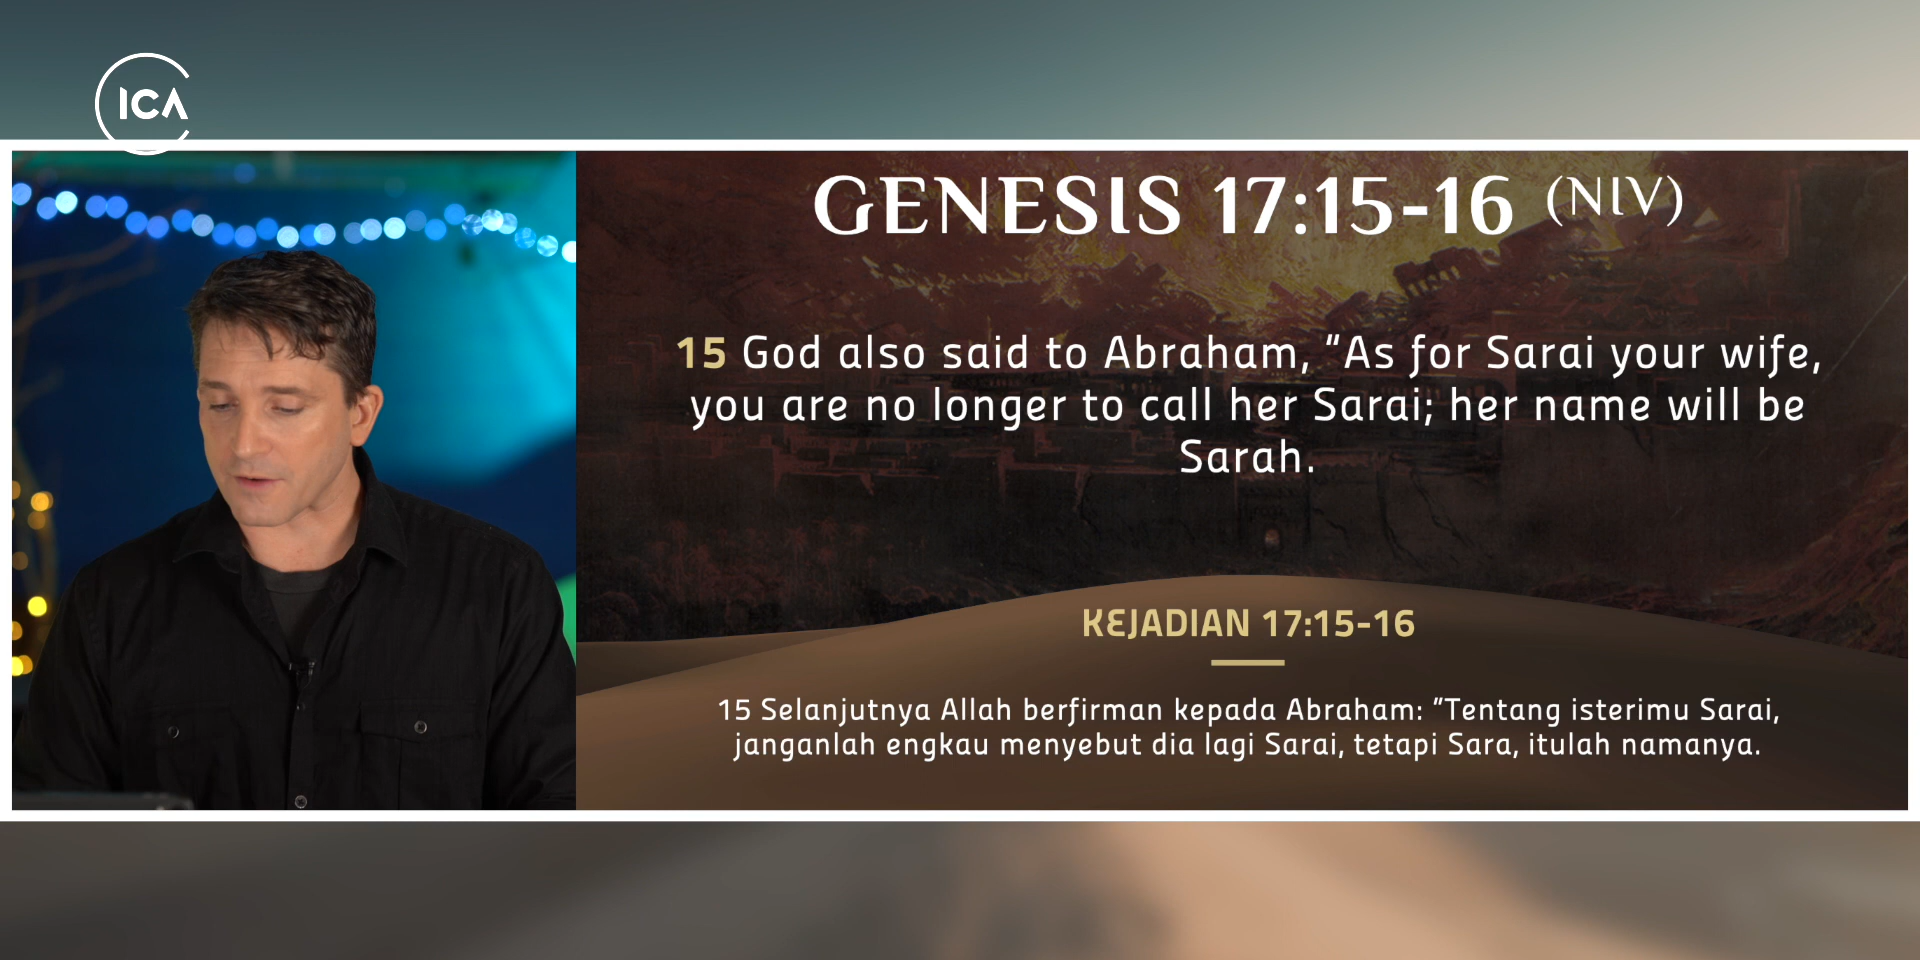 ICA
GENESIS 17:15-16 (NIV)
15 God also said to Abraham, “As for Sarai your wife,
you are no longer to call her Sarai; her name will be
Sarah.
KEJADIAN 17:15-16
15 Selanjutnya Allah berfirman kepada Abraham: “Tentang isterimu Sarai,
janganlah engkau menyebut dia lagi Sarai, tetapi Sara, itulah namanya.